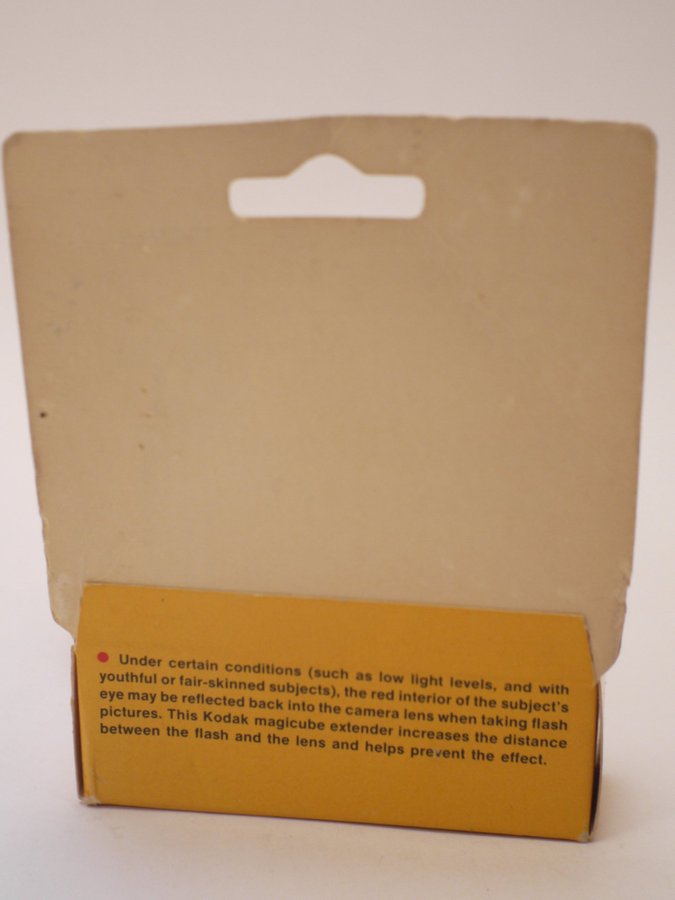 Under certain conditions (such as low light levels, and with
youthful or fair-skinned subjects), the red interior of the subject's
eye may be reflected back into the camera lens when taking flash
pictures. This Kodak magicube extender increases the distance
between the flash and the lens and helps prevent the effect.